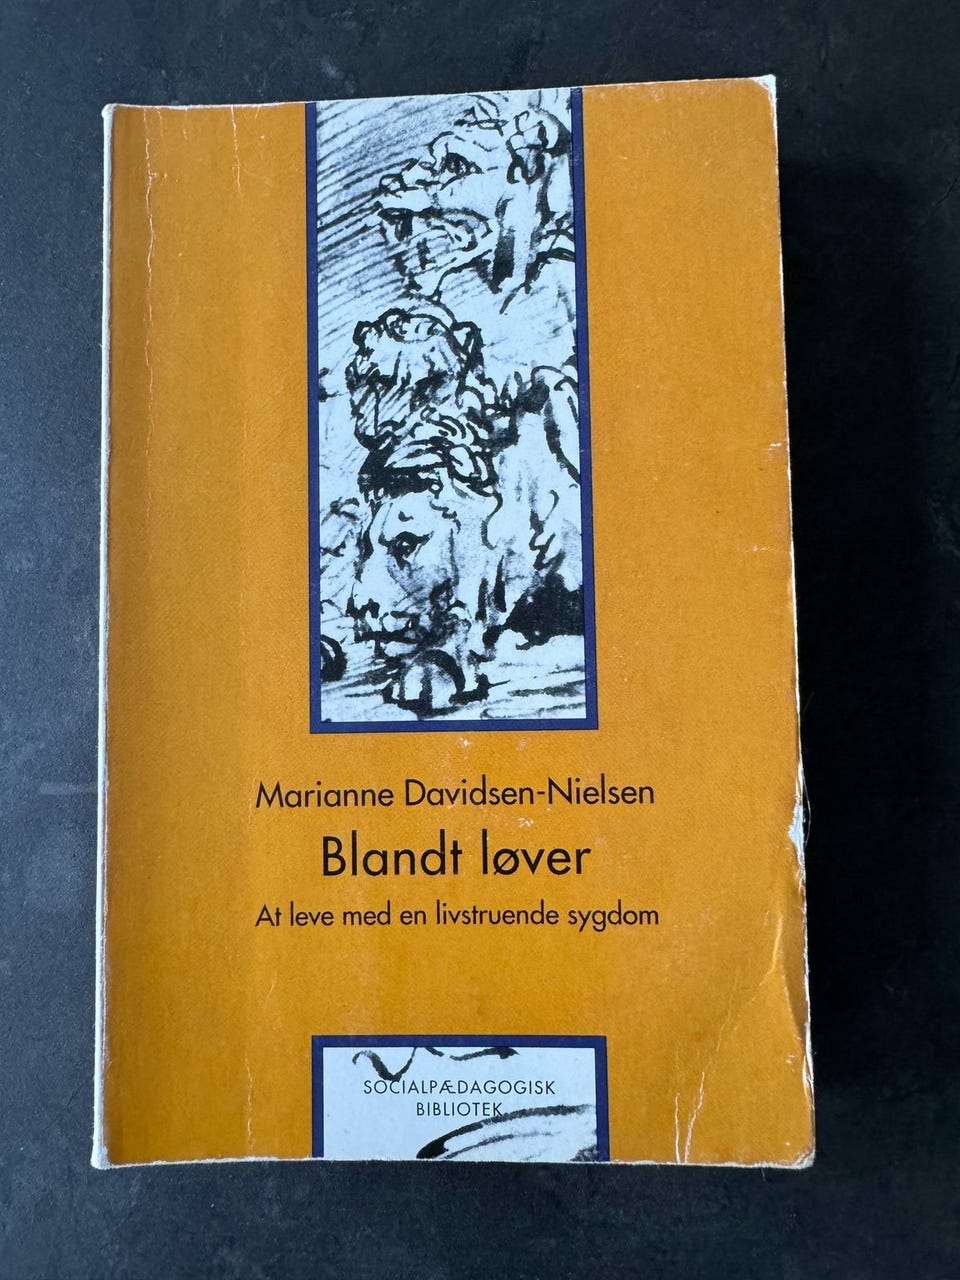 Marianne Davidsen-Nielsen
Blandt løver
At leve med en livstruende sygdom
SOCIALPÆDAGOGISK
BIBLIOTEK